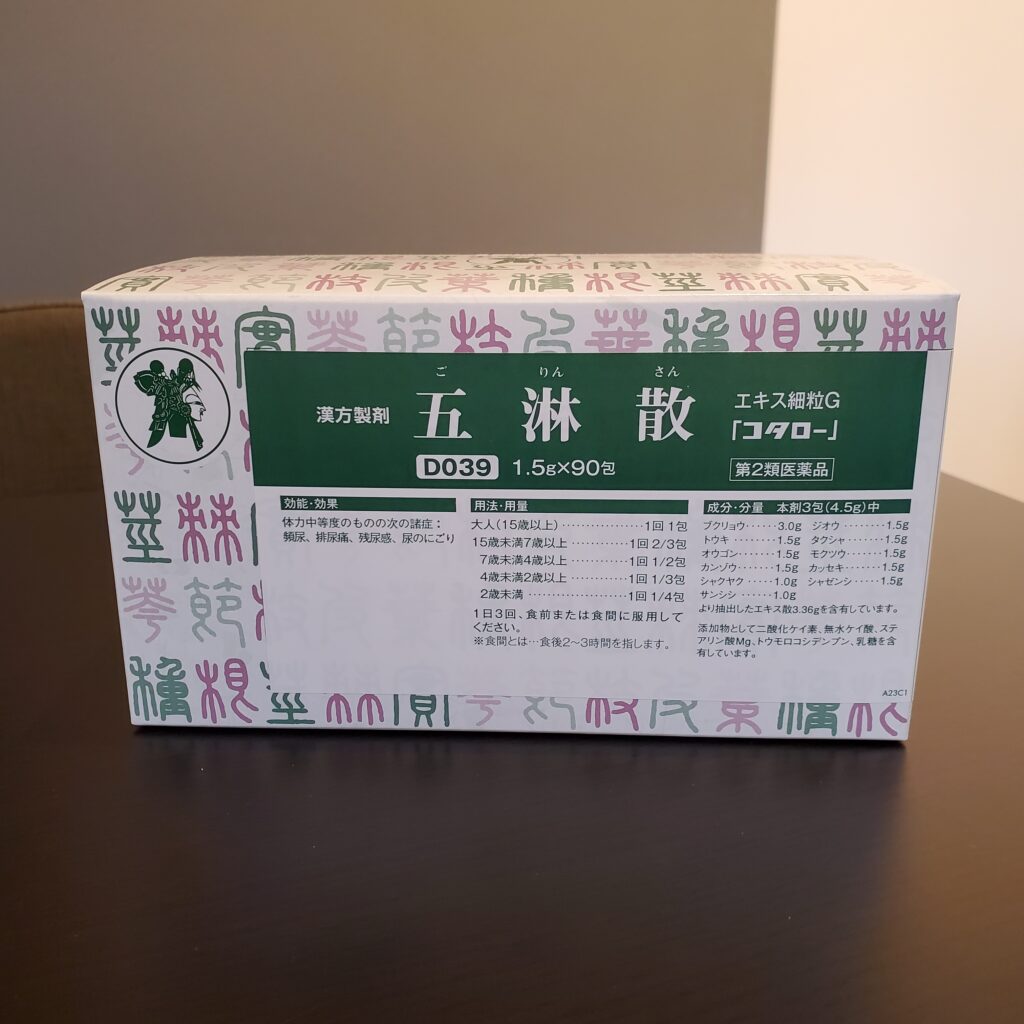 ご りん さん
漢方製剤 五 淋 散 エキス細粒G
「コタロー」
D039 1.5g×90包 第2類医薬品
効能・効果
体力中等度のものの次の諸症：
頻尿、排尿痛、残尿感、尿のにごり
用法・用量
大人（15歳以上）………………1回 1包
15歳未満7歳以上 ……………1回 2/3包
7歳未満4歳以上 ……………1回 1/2包
4歳未満2歳以上 ……………1回 1/3包
2歳未満 ………………………1回 1/4包
1日3回、食前または食間に服用して
ください。
※食間とは…食後2～3時間を指します。
成分・分量 本剤3包（4.5g）中
ブクリョウ……3.0g ジオウ ………1.5g
トウキ …………1.5g タクシャ ……1.5g
オウゴン………1.5g モクツウ………1.5g
カンゾウ………1.5g カッセキ………1.5g
シャクヤク ……1.0g シャゼンシ……1.5g
サンシシ ………1.0g
より抽出したエキス散3.36gを含有しています。
添加物として二酸化ケイ素、無水ケイ酸、ステ
アリン酸Mg、トウモロコシデンプン、乳糖を含
有しています。
A23C1